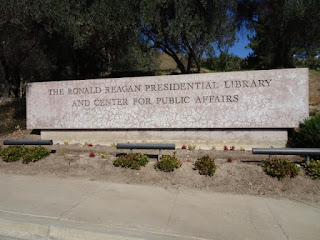 THE RONALD REAGAN PRESIDENTIAL LIBRARY
AND CENTER FOR PUBLIC AFFAIRS